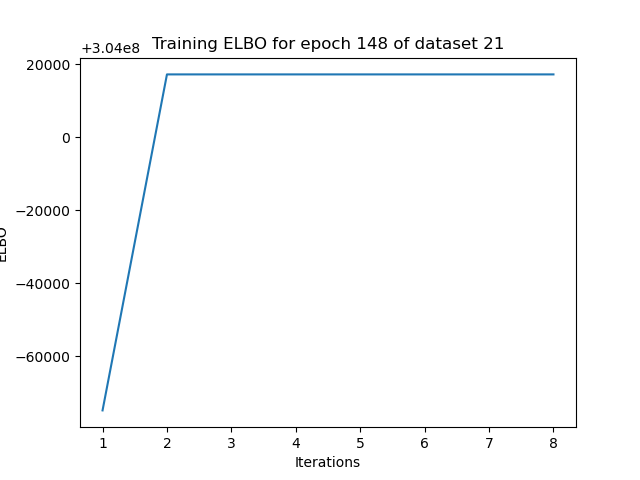 +3.04e8
Training ELBO for epoch 148 of dataset 21
20000
0
−20000
−40000
−60000
ELBO
1 2 3 4 5 6 7 8
Iterations